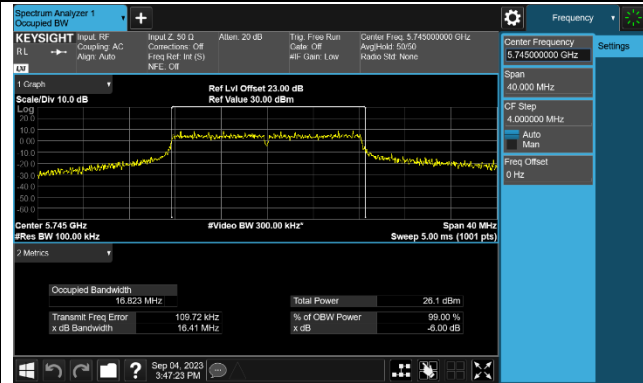 Spectrum Analyzer 1
Occupied BW
Frequency
KEYSIGHT
RL
LXI
Input: RF
Coupling: AC
Align: Auto
Input Z: 50 Ω
Corrections: Off
Freq Ref: Int (S)
NFE: Off
Atten: 20 dB
Trig: Free Run
Gate: Off
#IF Gain: Low
Center Freq: 5.745000000 GHz
Avg|Hold: 50/50
Radio Std: None
Center Frequency
5.745000000 GHz
Settings
Span
40.000 MHz
CF Step
4.000000 MHz
Auto
Man
Freq Offset
0 Hz
1 Graph
Scale/Div 10.0 dB
Ref Lvl Offset 23.00 dB
Ref Value 30.00 dBm
Log
20.0
10.0
0.00
-10.0
-20.0
-30.0
-40.0
-50.0
-60.0
Center 5.745 GHz
#Video BW 300.00 kHz*
Span 40 MHz
#Res BW 100.00 kHz
Sweep 5.00 ms (1001 pts)
2 Metrics
Occupied Bandwidth
16.823 MHz
Total Power 26.1 dBm
Transmit Freq Error 109.72 kHz
% of OBW Power 99.00 %
x dB Bandwidth 16.41 MHz
x dB -6.00 dB
Sep 04, 2023
3:47:23 PM